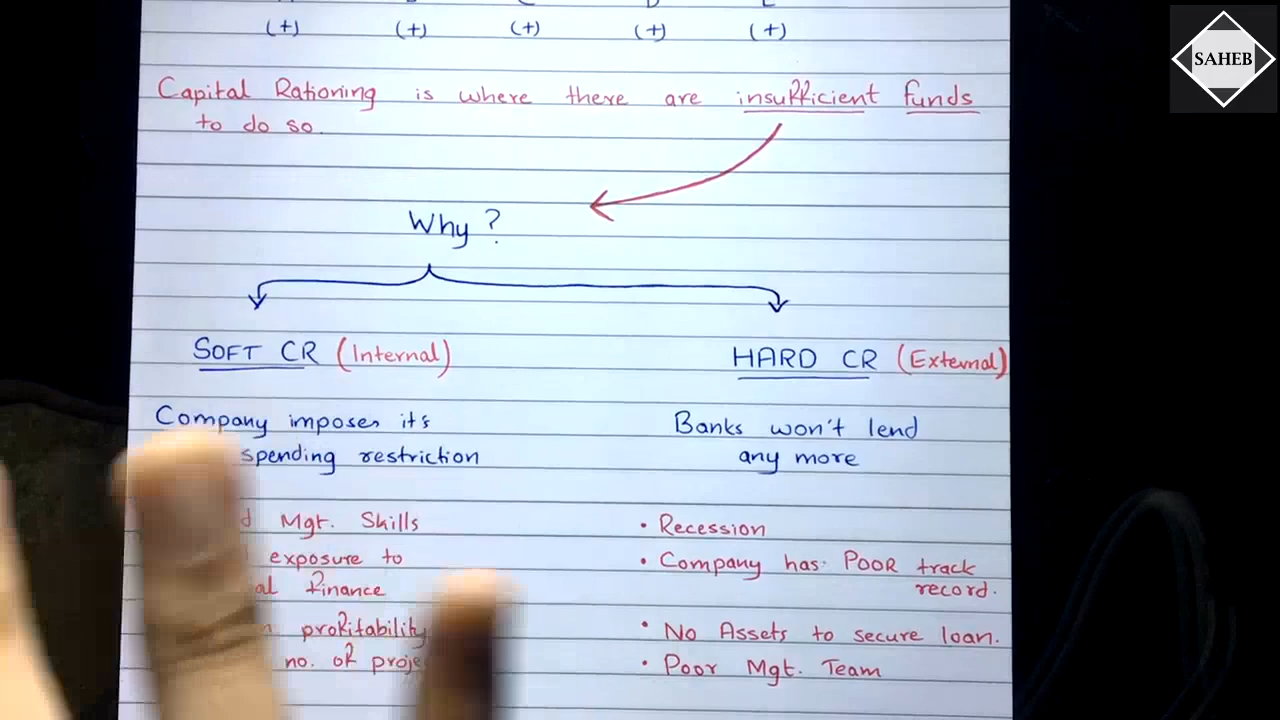 (+) (+) (+) (+) (+)
SAHEB
Capital Rationing is where there are insufficient funds
to do so.
Why?
SOFT CR (Internal)
HARD CR (External)
Company imposes it's
spending restriction
Banks won't lend
any more
Mgt. Skills
exposure to
finance
profitability
no. of
• Recession
• Company has POOR track
record.
• No Assets to secure loan.
• Poor Mgt. Team